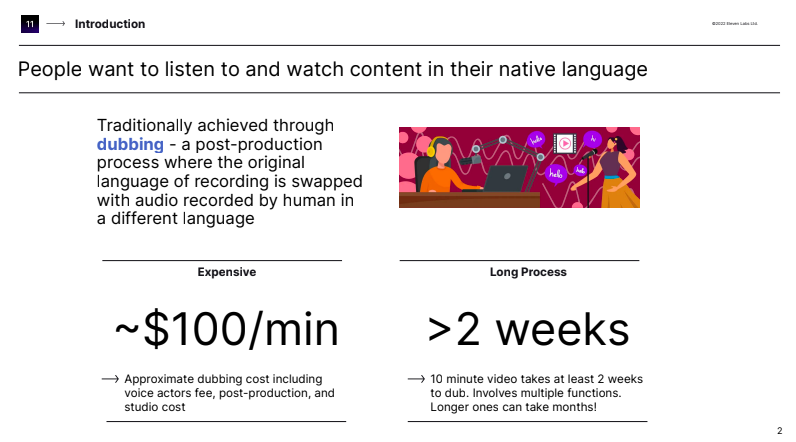 11
Introduction
©2022 Eleven Labs Ltd.
People want to listen to and watch content in their native language
Traditionally achieved through
dubbing - a post-production
process where the original
language of recording is swapped
with audio recorded by human in
a different language
hello
hi
hello
hello
Expensive
~$100/min
Approximate dubbing cost including
voice actors fee, post-production, and
studio cost
Long Process
>2 weeks
10 minute video takes at least 2 weeks
to dub. Involves multiple functions.
Longer ones can take months!
2